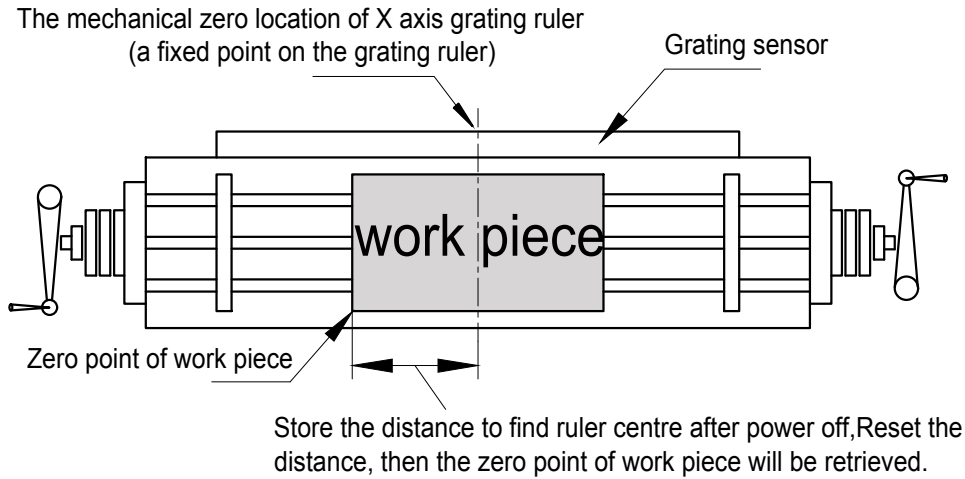 The mechanical zero location of X axis grating ruler
(a fixed point on the grating ruler)
Grating sensor
work piece
Zero point of work piece
Store the distance to find ruler centre after power off,Reset the
distance, then the zero point of work piece will be retrieved.